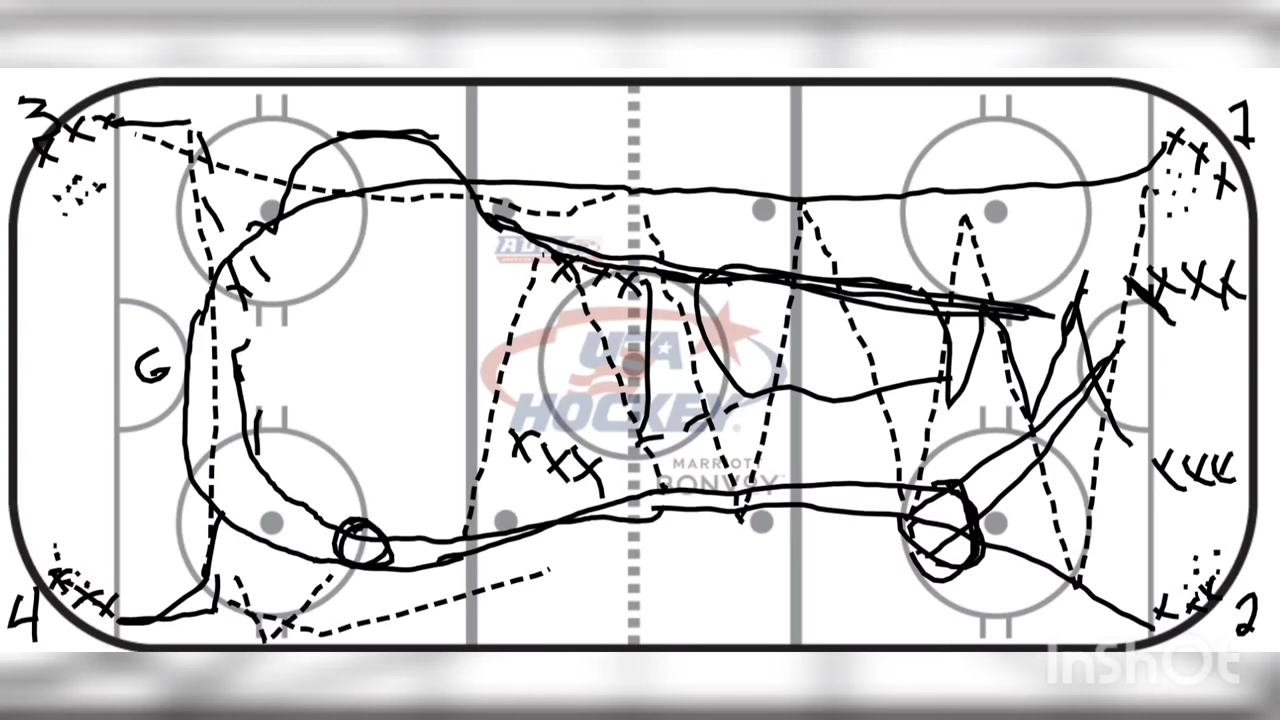 3
1
X X X
X X X
X X X X
X X X
G
USA
HOCKEY
X X X
MARRIOTT
BONVOY
X X X
4
X X X
X X X
2
InShOt